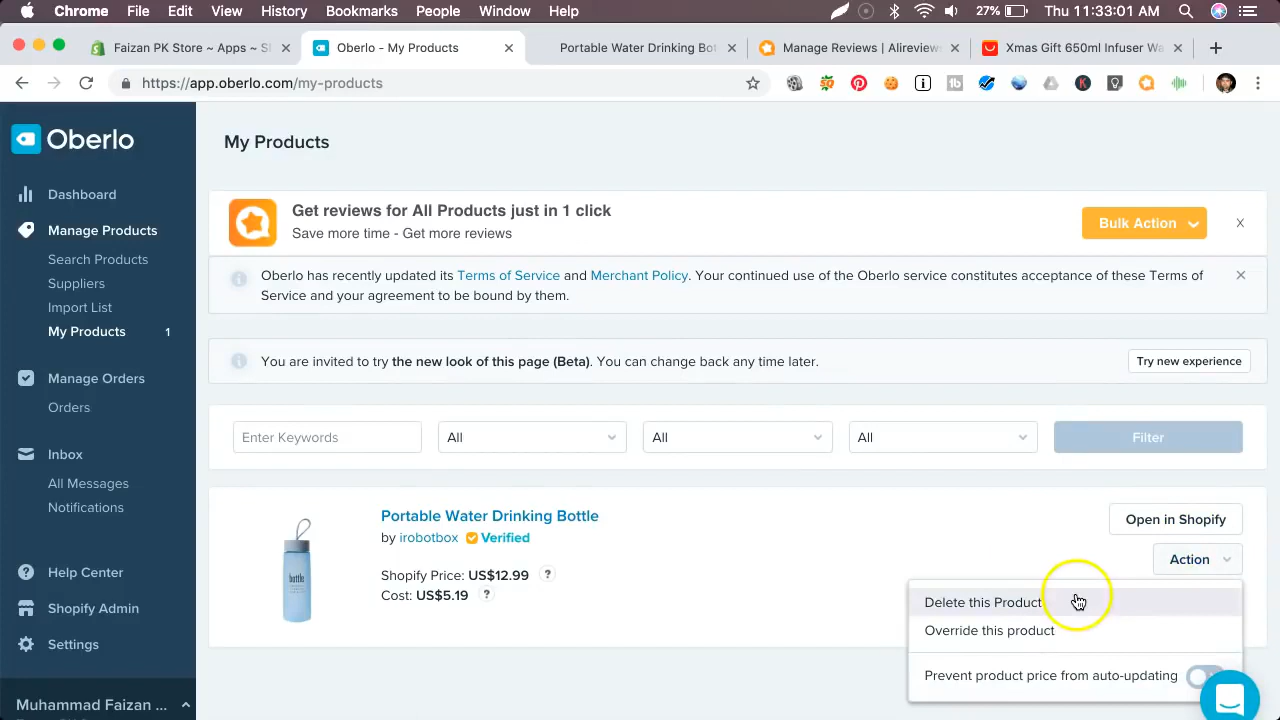 Chrome File Edit View History Bookmarks People Window Help 27% Thu 11:33:01 AM
Faizan PK Store ~ Apps ~ S
Oberlo - My Products
Portable Water Drinking Bot
Manage Reviews | Alireview
Xmas Gift 650ml Infuser Wa
https://app.oberlo.com/my-products
Oberlo
Dashboard
Manage Products
Search Products
Suppliers
Import List
My Products 1
Manage Orders
Orders
Inbox
All Messages
Notifications
Help Center
Shopify Admin
Settings
Muhammad Faizan ...
My Products
Get reviews for All Products just in 1 click
Save more time - Get more reviews
Bulk Action
X
Oberlo has recently updated its Terms of Service and Merchant Policy. Your continued use of the Oberlo service constitutes acceptance of these Terms of
Service and your agreement to be bound by them.
You are invited to try the new look of this page (Beta). You can change back any time later.
Try new experience
Enter Keywords
All
All
All
Filter
bottle
Portable Water Drinking Bottle
by irobotbox Verified
Shopify Price: US$12.99 ?
Cost: US$5.19 ?
Open in Shopify
Action
Delete this Product
Override this product
Prevent product price from auto-updating